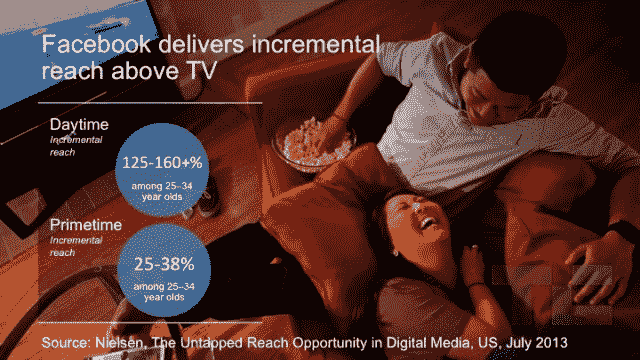 Facebook delivers incremental
reach above TV
Daytime
Incremental
reach
125-160+%
among 25–34
year olds
Primetime
Incremental
reach
25-38%
among 25–34
year olds
Source: Nielsen, The Untapped Reach Opportunity in Digital Media, US, July 2013